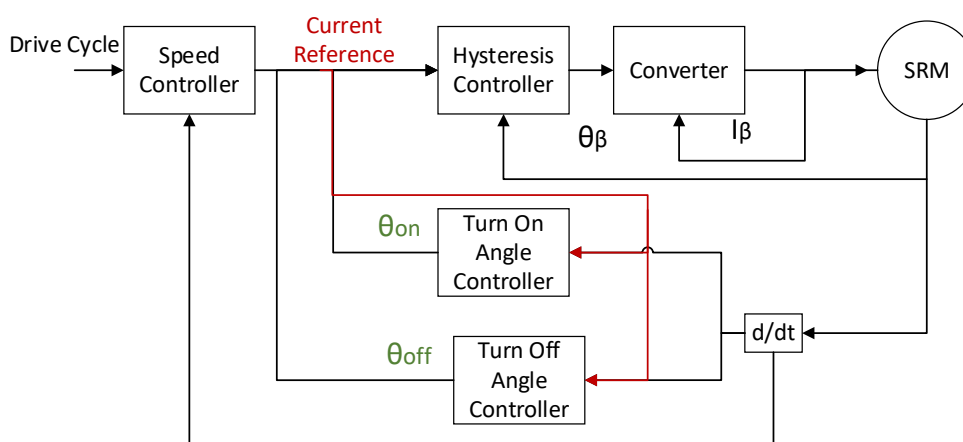 Drive Cycle
Speed
Controller
Current
Reference
Hysteresis
Controller
Converter
SRM
θβ
Iβ
θon
Turn On
Angle
Controller
d/dt
θoff
Turn Off
Angle
Controller